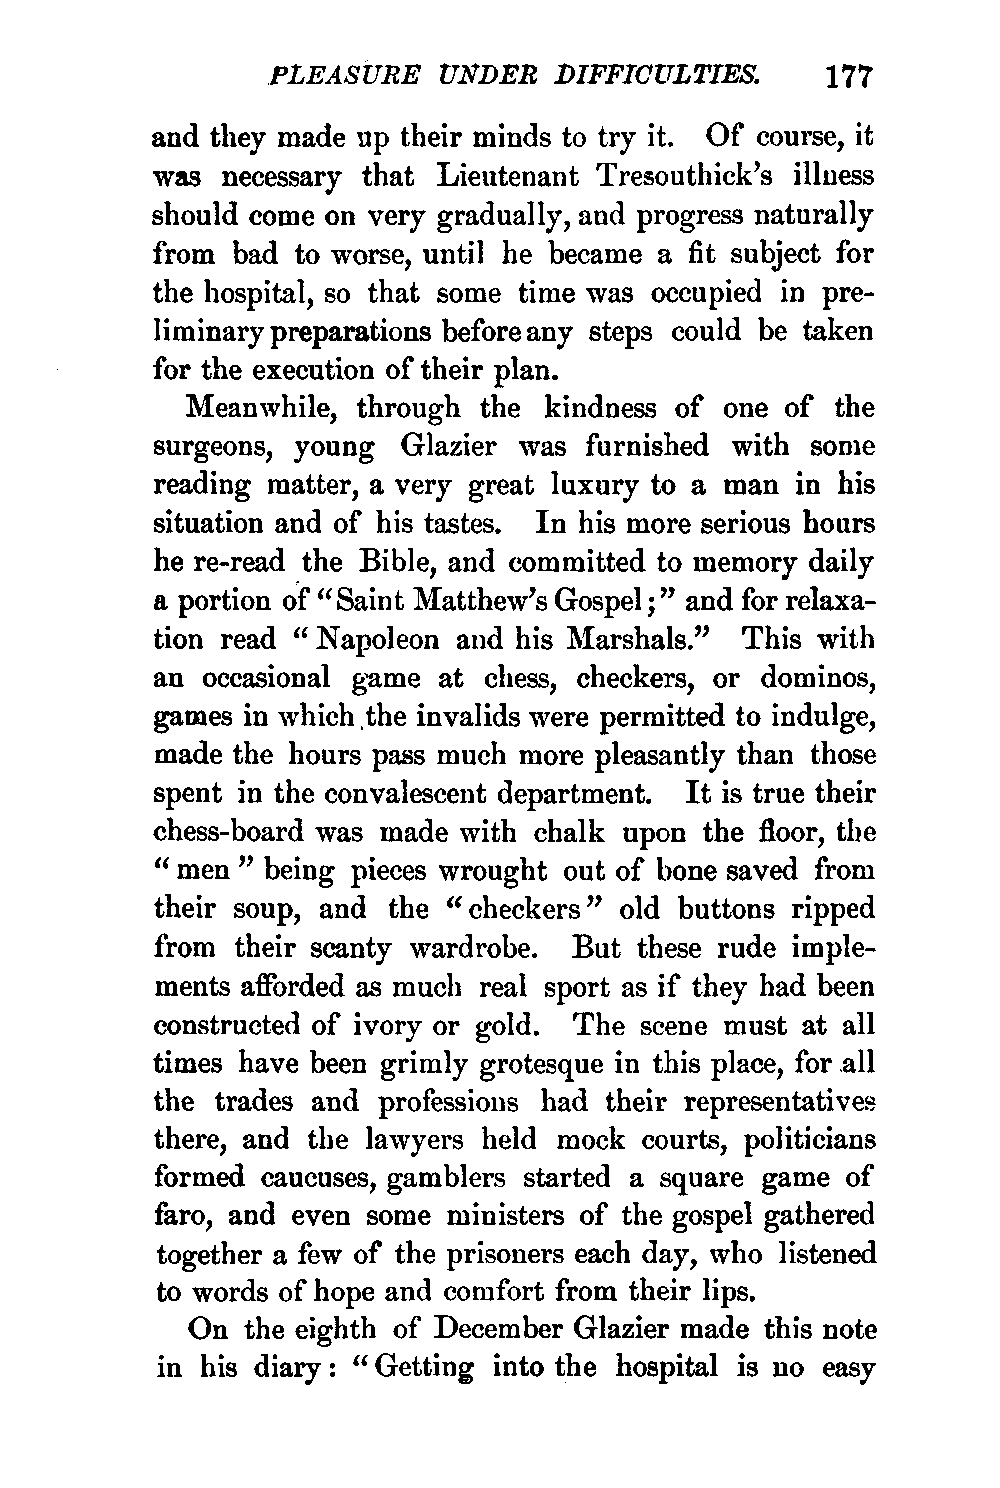 PLEASURE UNDER DIFFICULTIES. 177
and they made up their minds to try it. Of course, it
was necessary that Lieutenant Tresouthick's illness
should come on very gradually, and progress naturally
from bad to worse, until he became a fit subject for
the hospital, so that some time was occupied in pre-
liminary preparations before any steps could be taken
for the execution of their plan.
Meanwhile, through the kindness of one of the
surgeons, young Glazier was furnished with some
reading matter, a very great luxury to a man in his
situation and of his tastes. In his more serious hours
he re-read the Bible, and committed to memory daily
a portion of "Saint Matthew's Gospel;" and for relaxa-
tion read "Napoleon and his Marshals." This with
an occasional game at chess, checkers, or dominos,
games in which the invalids were permitted to indulge,
made the hours pass much more pleasantly than those
spent in the convalescent department. It is true their
chess-board was made with chalk upon the floor, the
"men" being pieces wrought out of bone saved from
their soup, and the "checkers" old buttons ripped
from their scanty wardrobe. But these rude imple-
ments afforded as much real sport as if they had been
constructed of ivory or gold. The scene must at all
times have been grimly grotesque in this place, for all
the trades and professions had their representatives
there, and the lawyers held mock courts, politicians
formed caucuses, gamblers started a square game of
faro, and even some ministers of the gospel gathered
together a few of the prisoners each day, who listened
to words of hope and comfort from their lips.
On the eighth of December Glazier made this note
in his diary: "Getting into the hospital is no easy